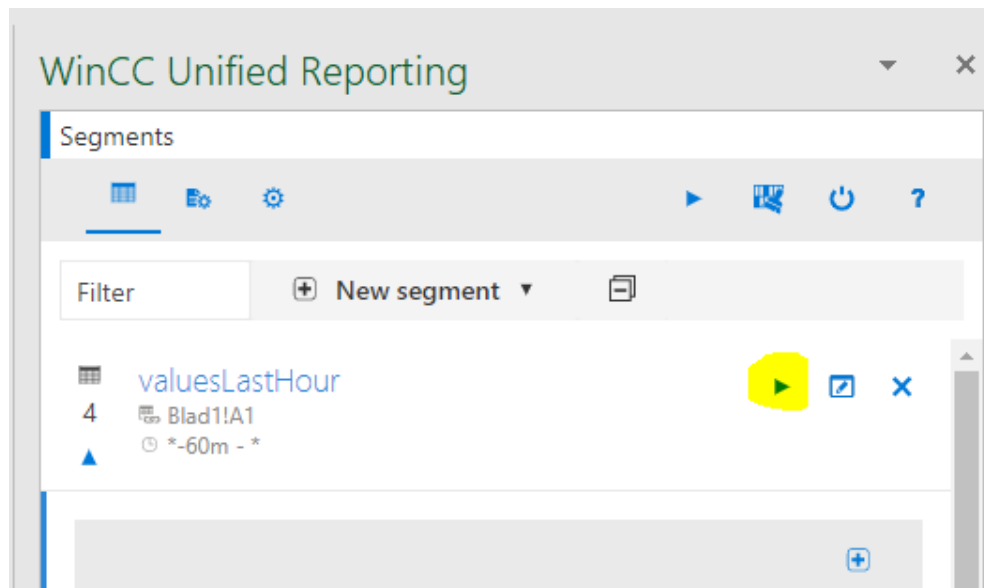 WinCC Unified Reporting
Segments
?
Filter
New segment
valuesLastHour
4
Blad1!A1
*-60m - *